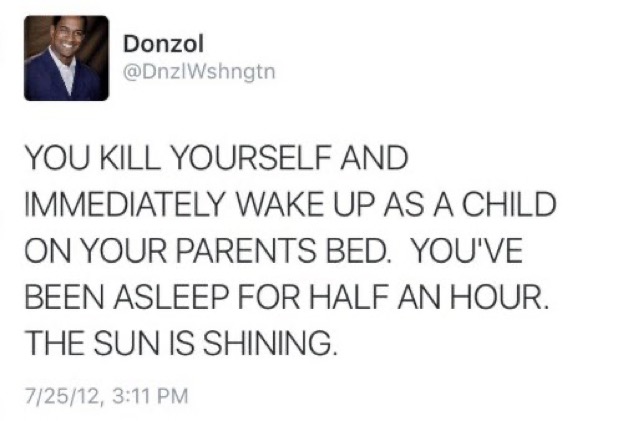 Donzol
@DnzlWshngtn
YOU KILL YOURSELF AND
IMMEDIATELY WAKE UP AS A CHILD
ON YOUR PARENTS BED. YOU'VE
BEEN ASLEEP FOR HALF AN HOUR.
THE SUN IS SHINING.
7/25/12, 3:11 PM